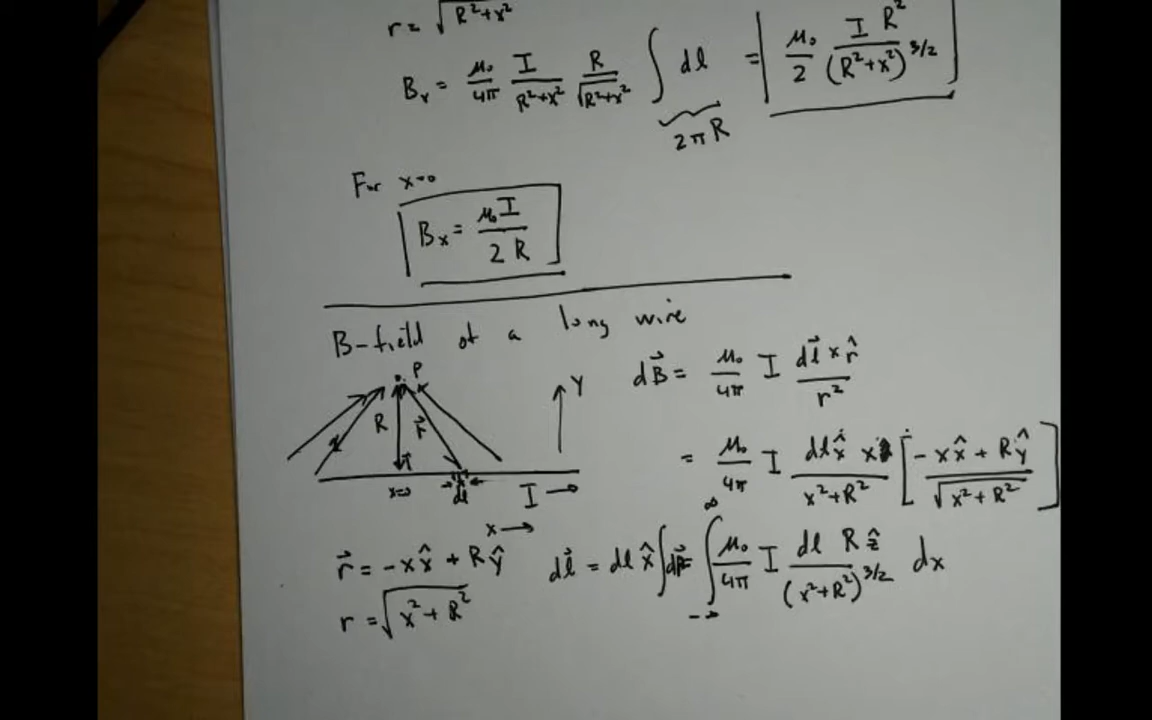 r = √(R²+x²)
Bₓ = μ₀/4π I/(R²+x²) R/√(R²+x²) ∫ dl = μ₀/2 I R²/(R²+x²)^3/2
2πR
For x=0
Bₓ = μ₀I/2R
B-field of a long wire
P
R r⃗ Y
x=0 dl I →
x →
dB⃗ = μ₀/4π I dl⃗ × r̂/r²
= μ₀/4π I dl x̂ ×/(x²+R²) [-x x̂ + R ŷ/√(x²+R²)]
r⃗ = -x x̂ + R ŷ
r = √(x²+R²)
dl⃗ = dl x̂
∫ = ∫ μ₀/4π I dl R ẑ/(x²+R²)^3/2 dx